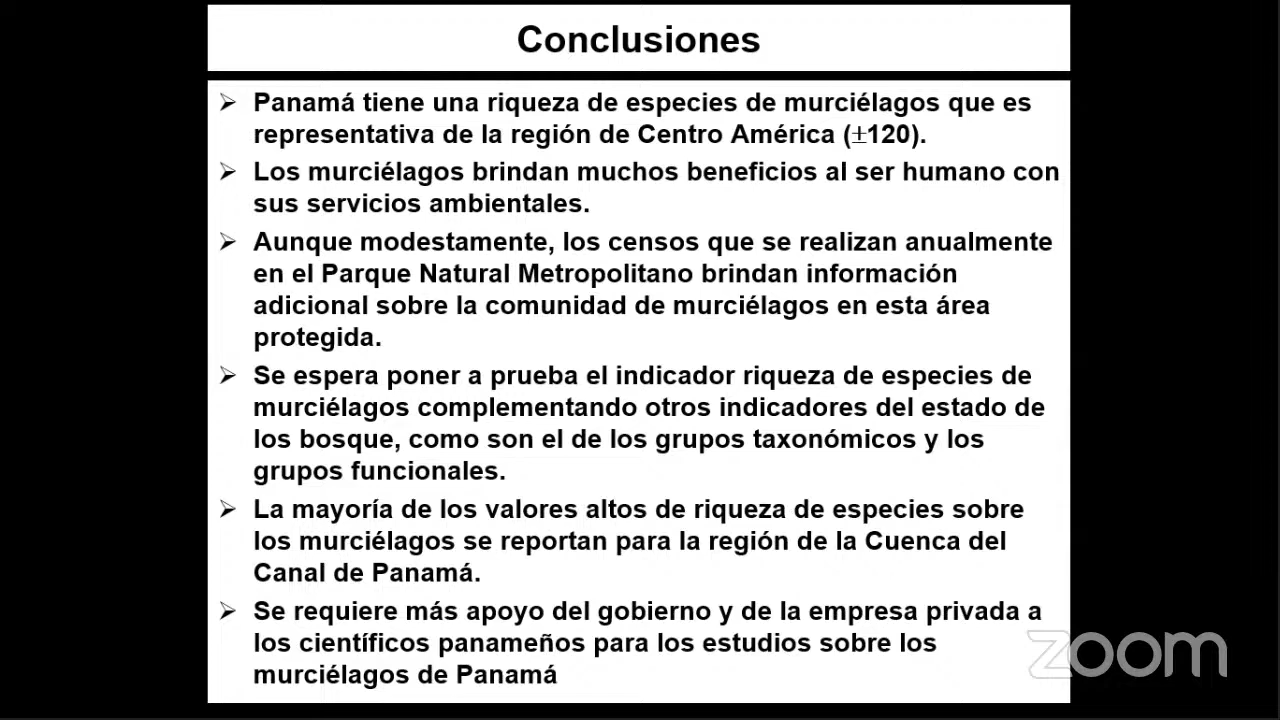 Conclusiones
➢ Panamá tiene una riqueza de especies de murciélagos que es
representativa de la región de Centro América (±120).
➢ Los murciélagos brindan muchos beneficios al ser humano con
sus servicios ambientales.
➢ Aunque modestamente, los censos que se realizan anualmente
en el Parque Natural Metropolitano brindan información
adicional sobre la comunidad de murciélagos en esta área
protegida.
➢ Se espera poner a prueba el indicador riqueza de especies de
murciélagos complementando otros indicadores del estado de
los bosque, como son el de los grupos taxonómicos y los
grupos funcionales.
➢ La mayoría de los valores altos de riqueza de especies sobre
los murciélagos se reportan para la región de la Cuenca del
Canal de Panamá.
➢ Se requiere más apoyo del gobierno y de la empresa privada a
los científicos panameños para los estudios sobre los
murciélagos de Panamá
zoom